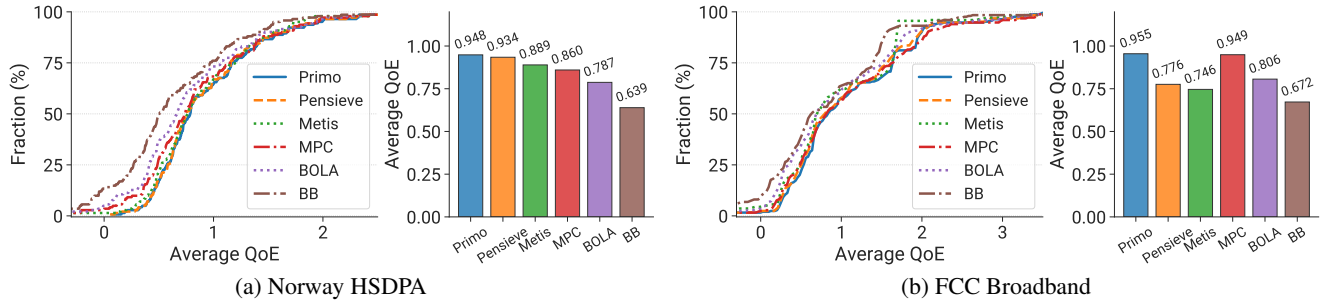 100
75
50
25
0
Fraction (%)
0
1
2
Average QoE
Primo
Pensieve
Metis
MPC
BOLA
BB
1.00
0.75
0.50
0.25
0.00
Average QoE
0.948
0.934
0.889
0.860
0.787
0.639
Primo
Pensieve
Metis
MPC
BOLA
BB
(a) Norway HSDPA
100
75
50
25
0
Fraction (%)
0
1
2
3
Average QoE
Primo
Pensieve
Metis
MPC
BOLA
BB
1.00
0.75
0.50
0.25
0.00
Average QoE
0.955
0.776
0.746
0.949
0.806
0.672
Primo
Pensieve
Metis
MPC
BOLA
BB
(b) FCC Broadband